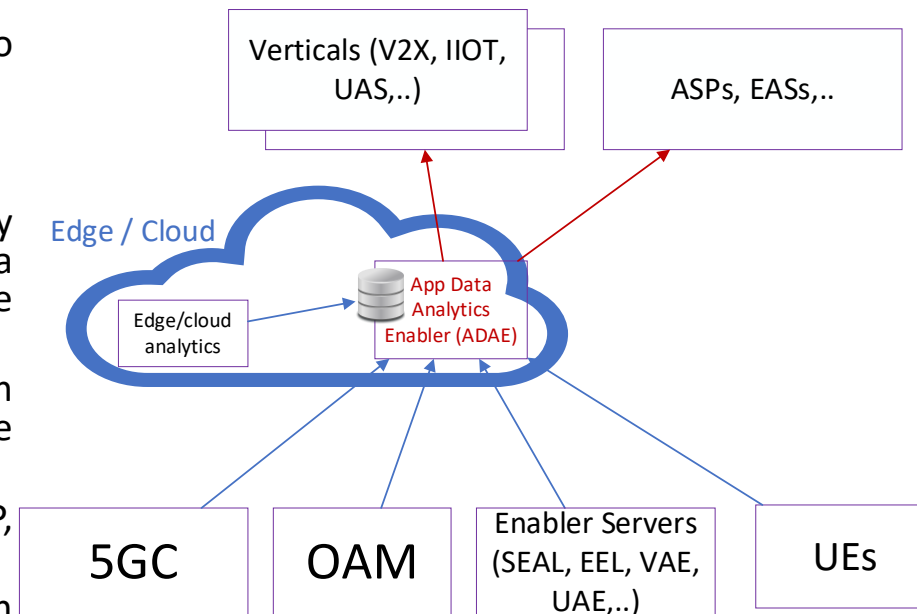 o
Verticals (V2X, IIOT,
UAS,..)
ASPs, EASs,..
y
a
e
Edge / Cloud
App Data
Analytics
Enabler (ADAE)
Edge/cloud
analytics
n
e
P,
5GC
OAM
Enabler Servers
(SEAL, EEL, VAE,
UAE,..)
UEs